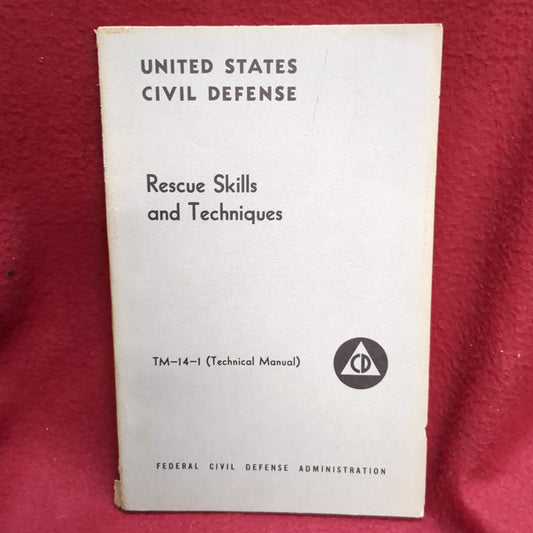 UNITED STATES
CIVIL DEFENSE
Rescue Skills
and Techniques
TM—14—1 (Technical Manual)
CD
FEDERAL CIVIL DEFENSE ADMINISTRATION